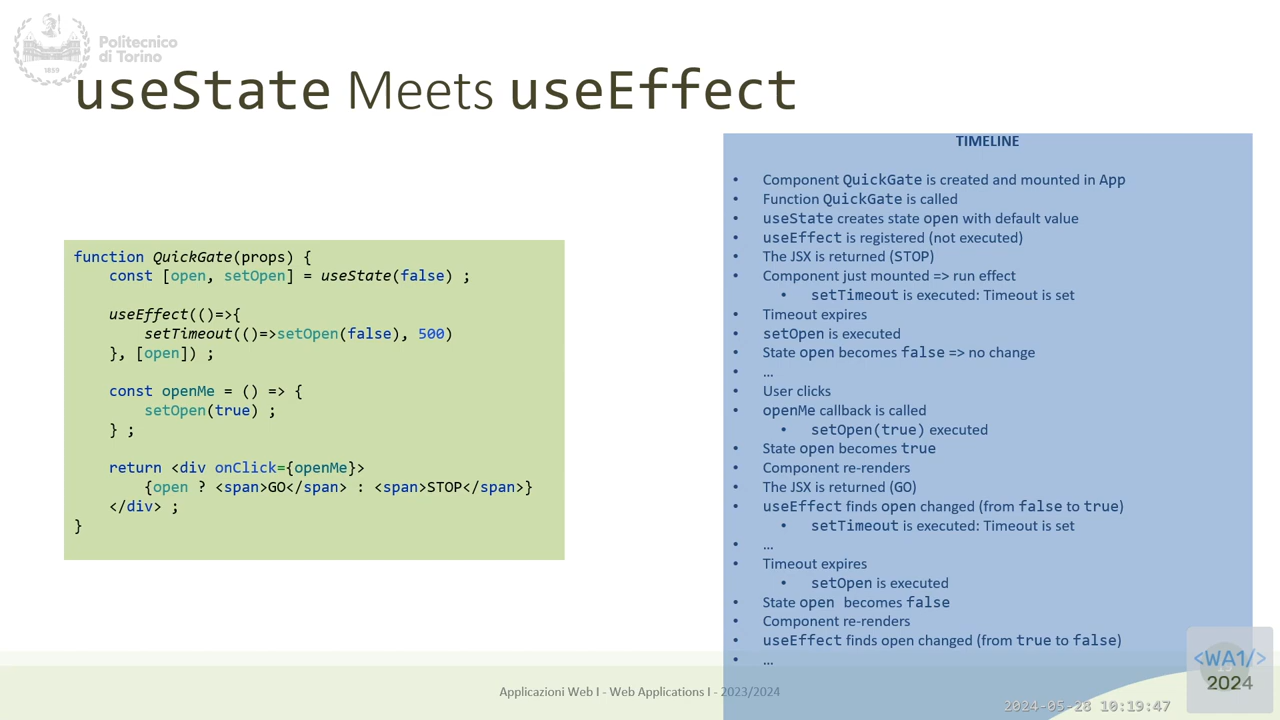 Politecnico
di Torino
1859
useState Meets useEffect
function QuickGate(props) {
const [open, setOpen] = useState(false) ;
useEffect(()=>{
setTimeout(()=>setOpen(false), 500)
}, [open]) ;
const openMe = () => {
setOpen(true) ;
} ;
return <div onClick={openMe}>
{open ? <span>GO</span> : <span>STOP</span>}
</div> ;
}
TIMELINE
• Component QuickGate is created and mounted in App
• Function QuickGate is called
• useState creates state open with default value
• useEffect is registered (not executed)
• The JSX is returned (STOP)
• Component just mounted => run effect
• setTimeout is executed: Timeout is set
• Timeout expires
• setOpen is executed
• State open becomes false => no change
• …
• User clicks
• openMe callback is called
• setOpen(true) executed
• State open becomes true
• Component re-renders
• The JSX is returned (GO)
• useEffect finds open changed (from false to true)
• setTimeout is executed: Timeout is set
• …
• Timeout expires
• setOpen is executed
• State open becomes false
• Component re-renders
• useEffect finds open changed (from true to false)
• …
Applicazioni Web I - Web Applications I - 2023/2024
2024-05-28 10:19:47
<WA1/>
2024